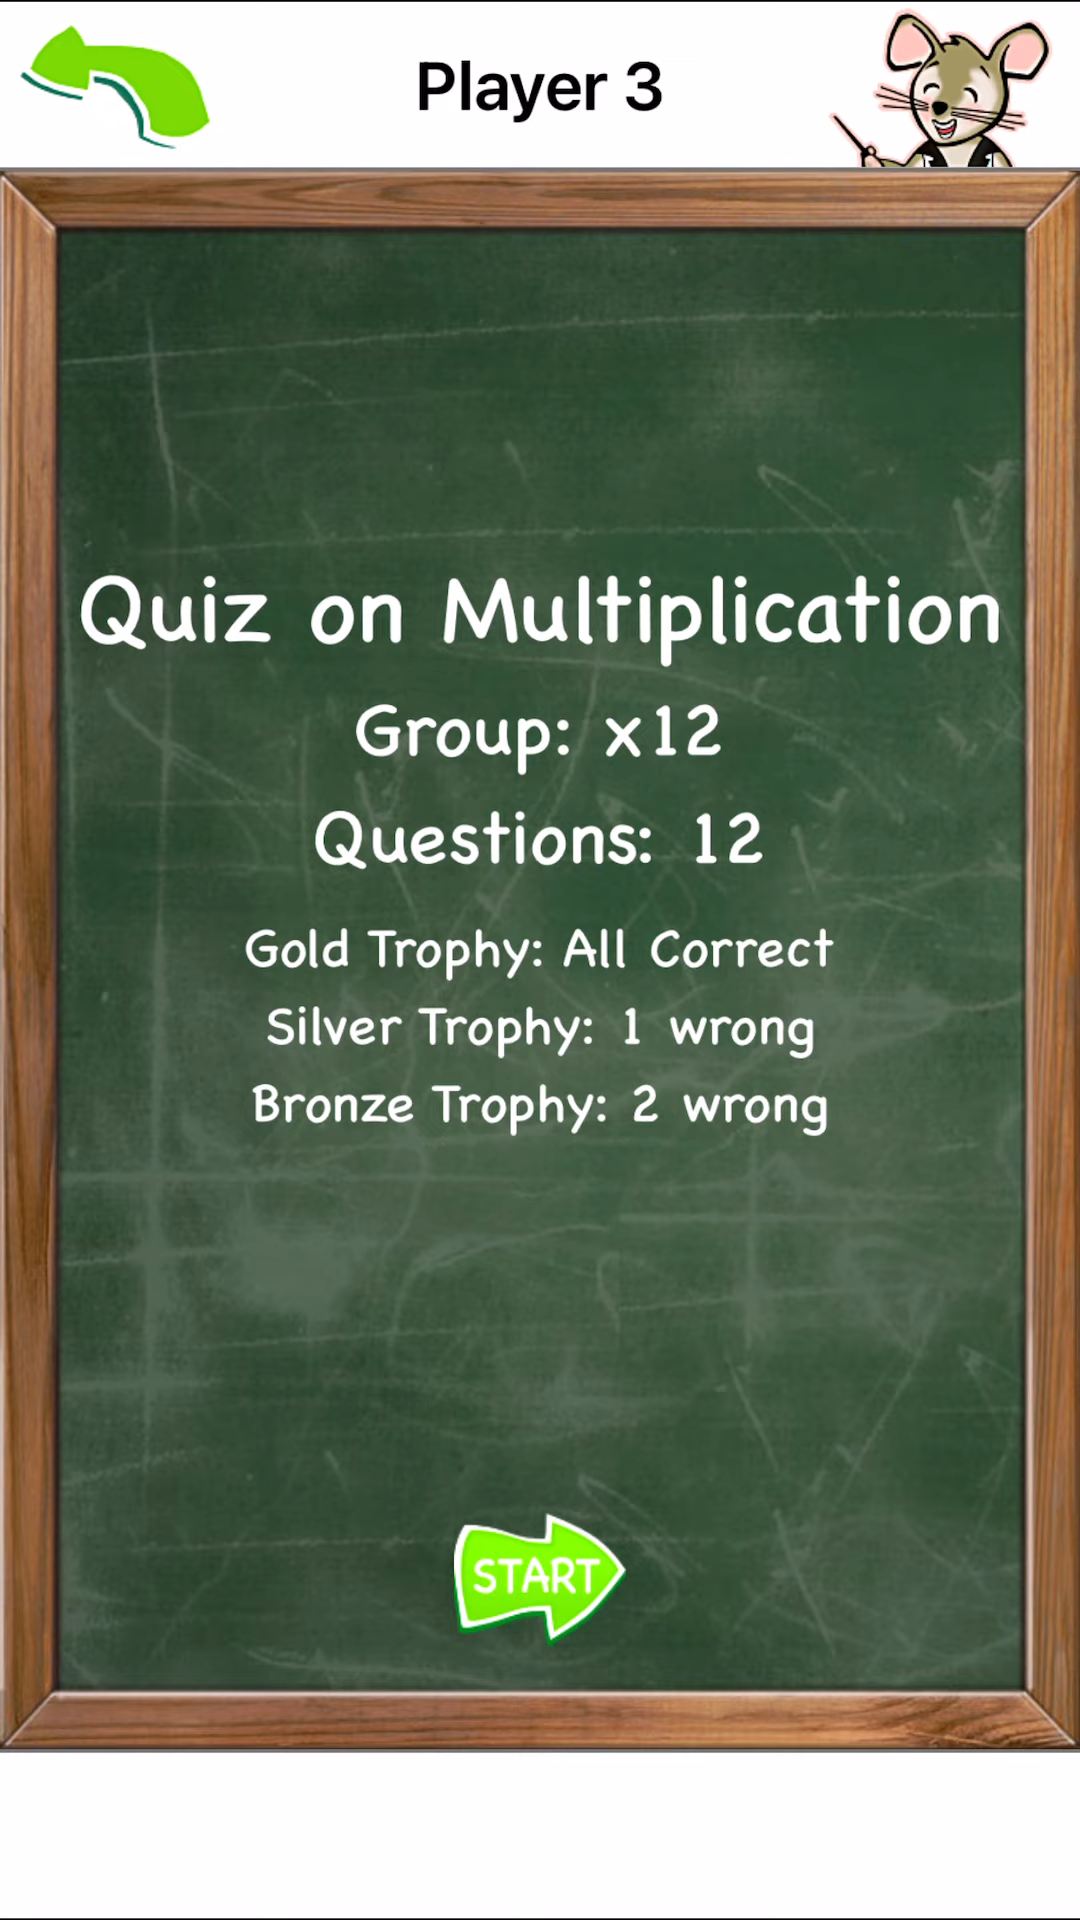 Player 3
Quiz on Multiplication
Group: x12
Questions: 12
Gold Trophy: All Correct
Silver Trophy: 1 wrong
Bronze Trophy: 2 wrong
START